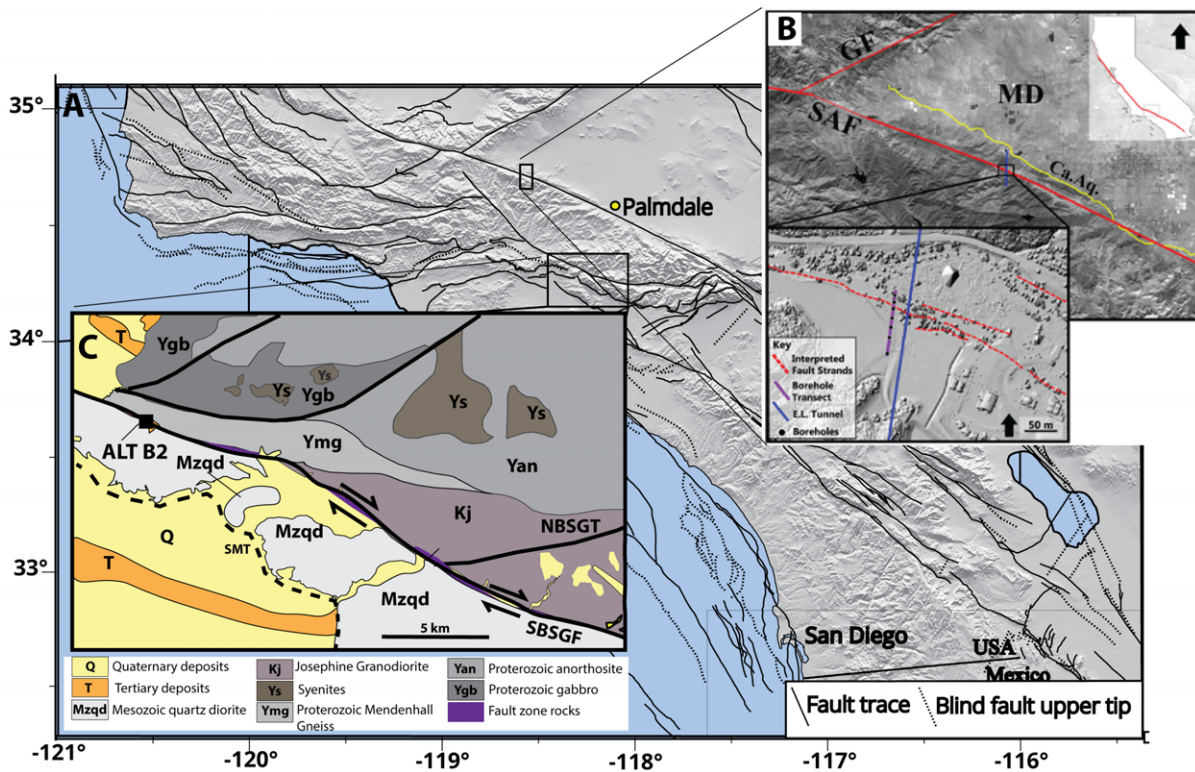 A
35°
34°
33°
-121°
-120°
-119°
-118°
-117°
-116°
Palmdale
San Diego
USA
Mexico
Fault trace
Blind fault upper tip
B
GF
SAF
MD
Ca.Aq.
Key
Interpreted
Fault Strands
Borehole
Transect
E.L. Tunnel
Boreholes
50 m
C
T
Ygb
Ys
Ys
Ygb
Ys
Ys
ALT B2
Mzqd
Ymg
Yan
Kj
NBSGT
Q
SMT
Mzqd
T
Mzqd
5 km
SBSGF
Q Quaternary deposits
T Tertiary deposits
Mzqd Mesozoic quartz diorite
Kj Josephine Granodiorite
Ys Syenites
Ymg Proterozoic Mendenhall
Gneiss
Yan Proterozoic anorthosite
Ygb Proterozoic gabbro
Fault zone rocks